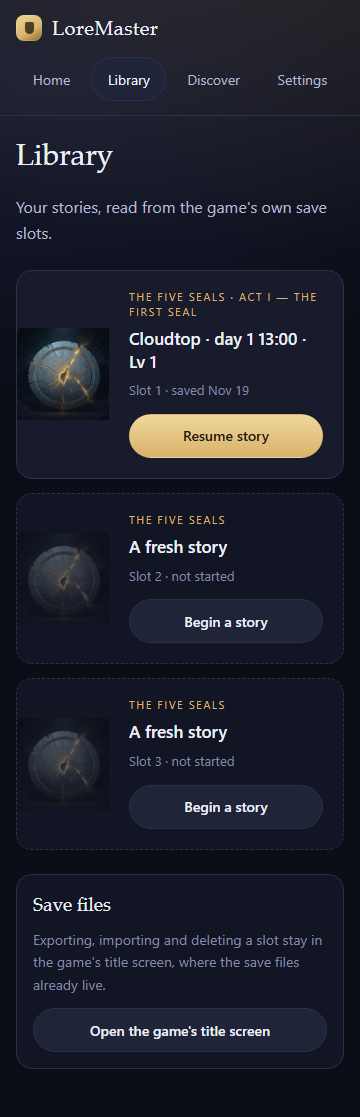 LoreMaster
Home Library Discover Settings
Library
Your stories, read from the game's own save
slots.
THE FIVE SEALS · ACT I — THE
FIRST SEAL
Cloudtop · day 1 13:00 ·
Lv 1
Slot 1 · saved Nov 19
Resume story
THE FIVE SEALS
A fresh story
Slot 2 · not started
Begin a story
THE FIVE SEALS
A fresh story
Slot 3 · not started
Begin a story
Save files
Exporting, importing and deleting a slot stay in
the game's title screen, where the save files
already live.
Open the game's title screen